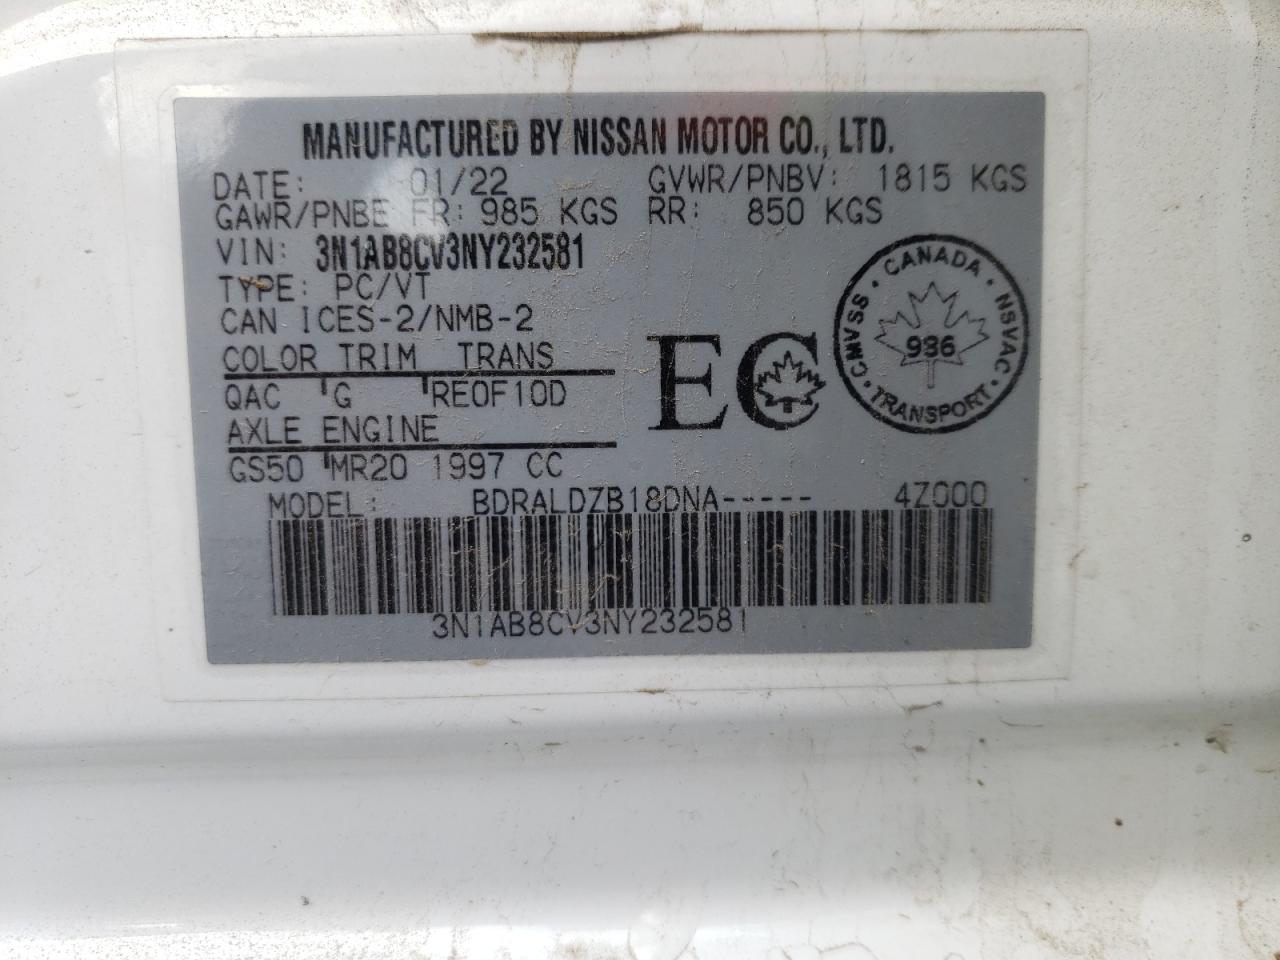 MANUFACTURED BY NISSAN MOTOR CO., LTD.
DATE: 01/22 GVWR/PNBV: 1815 KGS
GAWR/PNBE FR: 985 KGS RR: 850 KGS
VIN: 3N1AB8CV3NY232581
TYPE: PC/VT
CAN ICES-2/NMB-2
COLOR TRIM TRANS
QAC G RE0F10D
AXLE ENGINE
GS50 MR20 1997 CC
EC
CANADA · NSVAC · TRANSPORT · CMVSS ·
936
MODEL: BDRALDZB18DNA----- 4Z000
3N1AB8CV3NY232581